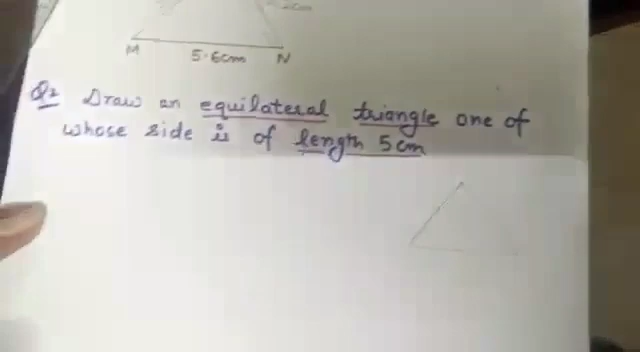 M 5.6cm N
Q2 Draw an equilateral triangle one of
whose side is of length 5cm